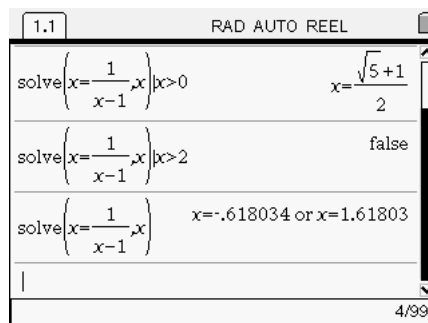 1.1 RAD AUTO REEL
solve(x=1/(x-1),x)|x>0 x=(√5+1)/2
solve(x=1/(x-1),x)|x>2 false
solve(x=1/(x-1),x) x=-.618034 or x=1.61803
4/99